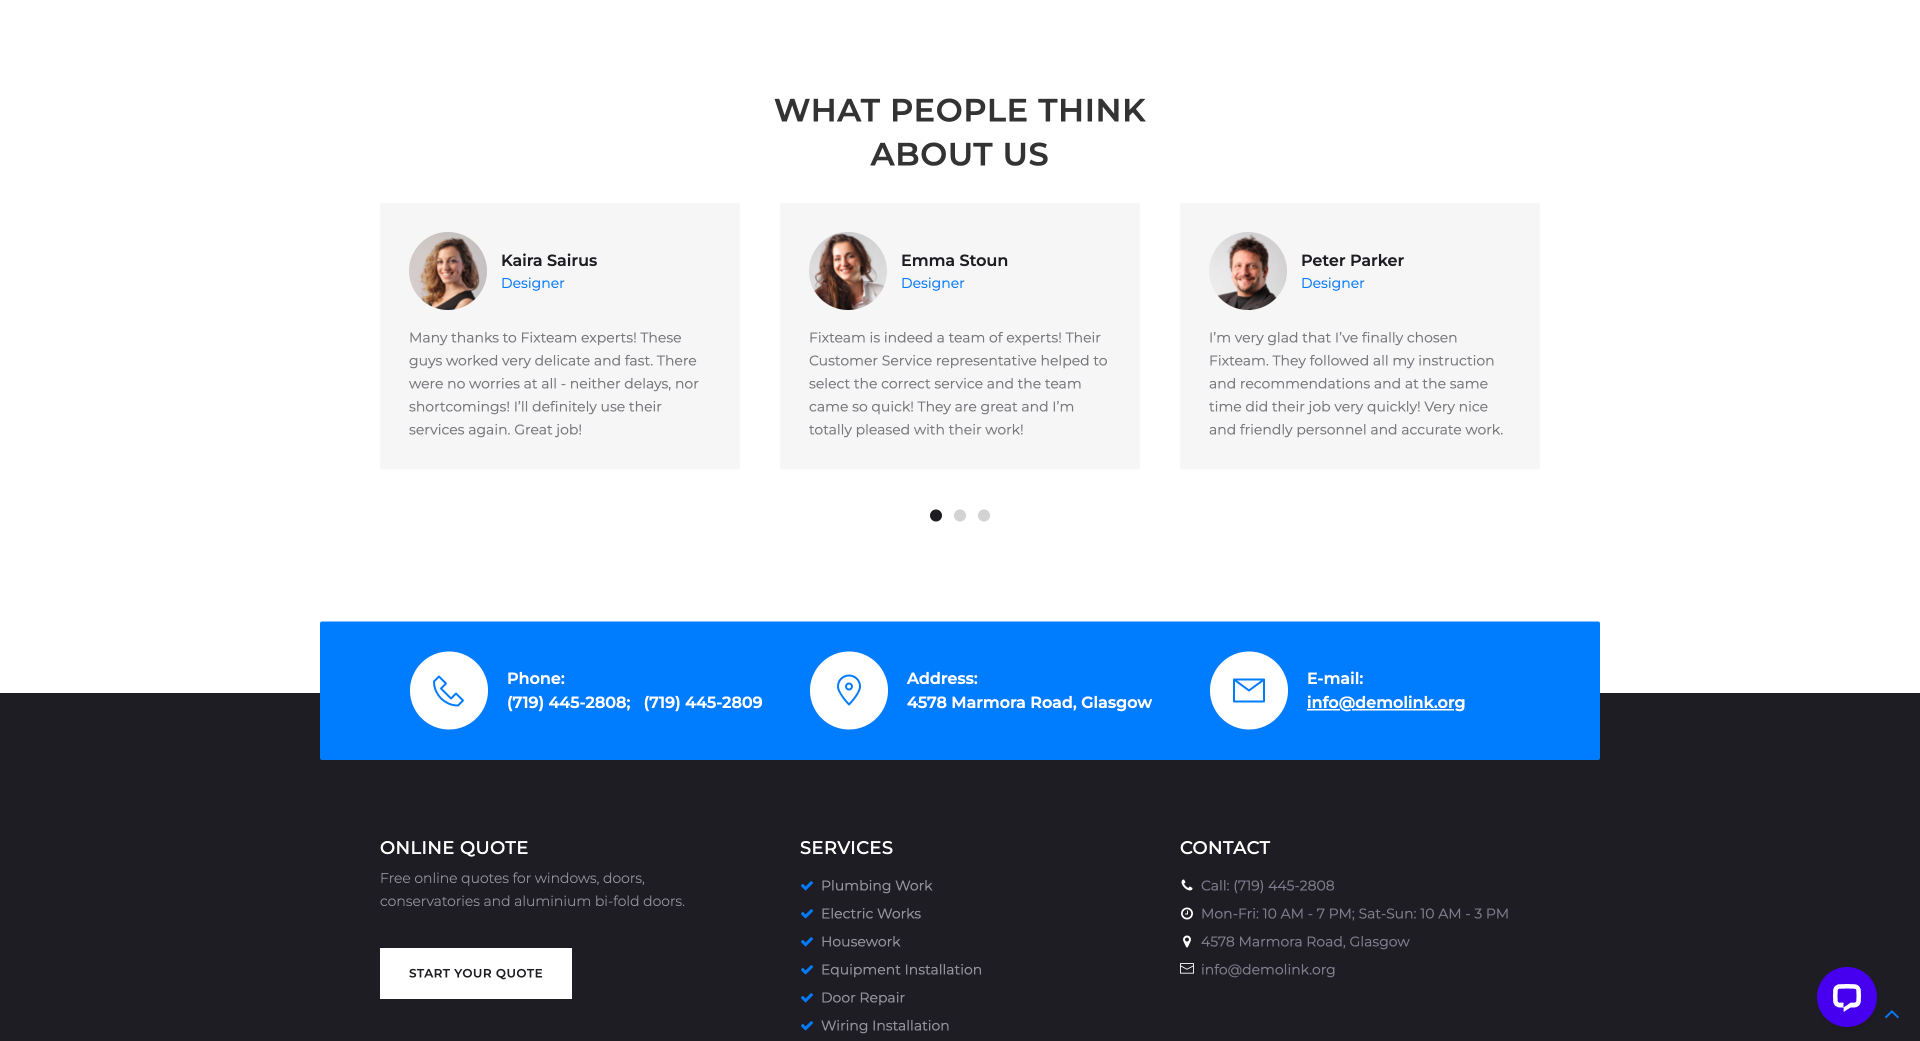 WHAT PEOPLE THINK
ABOUT US
Kaira Sairus
Designer
Many thanks to Fixteam experts! These
guys worked very delicate and fast. There
were no worries at all - neither delays, nor
shortcomings! I’ll definitely use their
services again. Great job!
Emma Stoun
Designer
Fixteam is indeed a team of experts! Their
Customer Service representative helped to
select the correct service and the team
came so quick! They are great and I’m
totally pleased with their work!
Peter Parker
Designer
I’m very glad that I’ve finally chosen
Fixteam. They followed all my instruction
and recommendations and at the same
time did their job very quickly! Very nice
and friendly personnel and accurate work.
Phone:
(719) 445-2808; (719) 445-2809
Address:
4578 Marmora Road, Glasgow
E-mail:
info@demolink.org
ONLINE QUOTE
Free online quotes for windows, doors,
conservatories and aluminium bi-fold doors.
START YOUR QUOTE
SERVICES
Plumbing Work
Electric Works
Housework
Equipment Installation
Door Repair
Wiring Installation
CONTACT
Call: (719) 445-2808
Mon-Fri: 10 AM - 7 PM; Sat-Sun: 10 AM - 3 PM
4578 Marmora Road, Glasgow
info@demolink.org